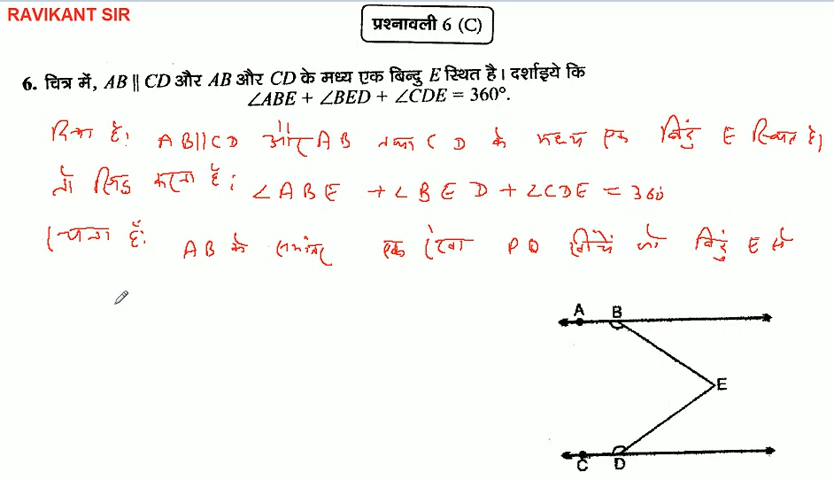 RAVIKANT SIR
प्रश्नावली 6 (C)
6. चित्र में, AB || CD और AB और CD के मध्य एक बिन्दु E स्थित है। दर्शाइये कि
∠ABE + ∠BED + ∠CDE = 360°.
दिया है: AB||CD और AB तथा CD के मध्य एक बिंदु E स्थित है।
तो सिद्ध करना है: ∠ABE + ∠BED + ∠CDE = 360
रचना है: AB के समांतर एक रेखा PQ खींचें जो बिंदु E से
A B
E
C D